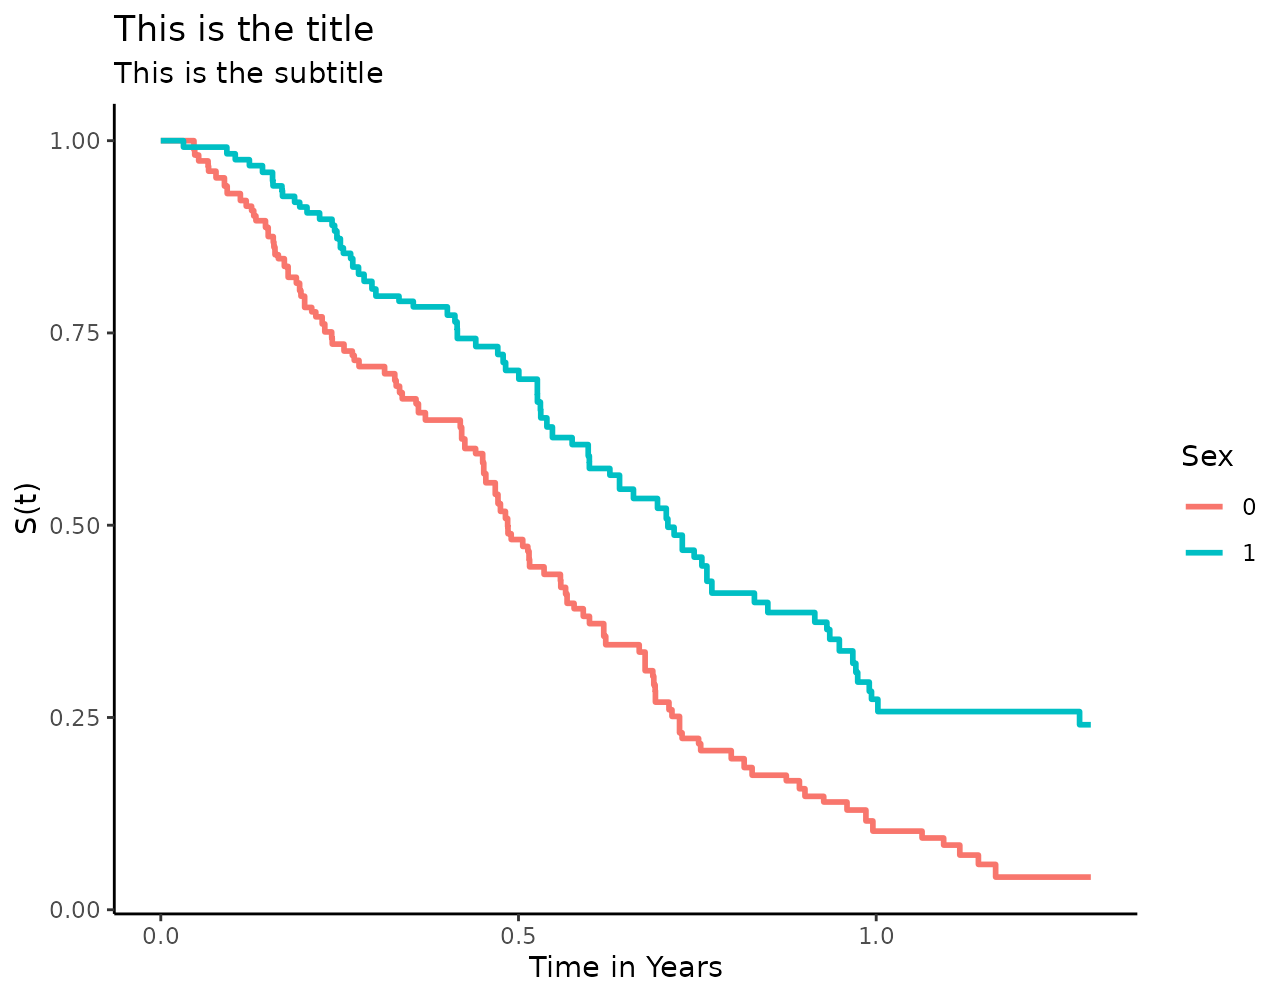 This is the title
This is the subtitle
S(t)
1.00
0.75
0.50
0.25
0.00
0.0
0.5
1.0
Time in Years
Sex
0
1